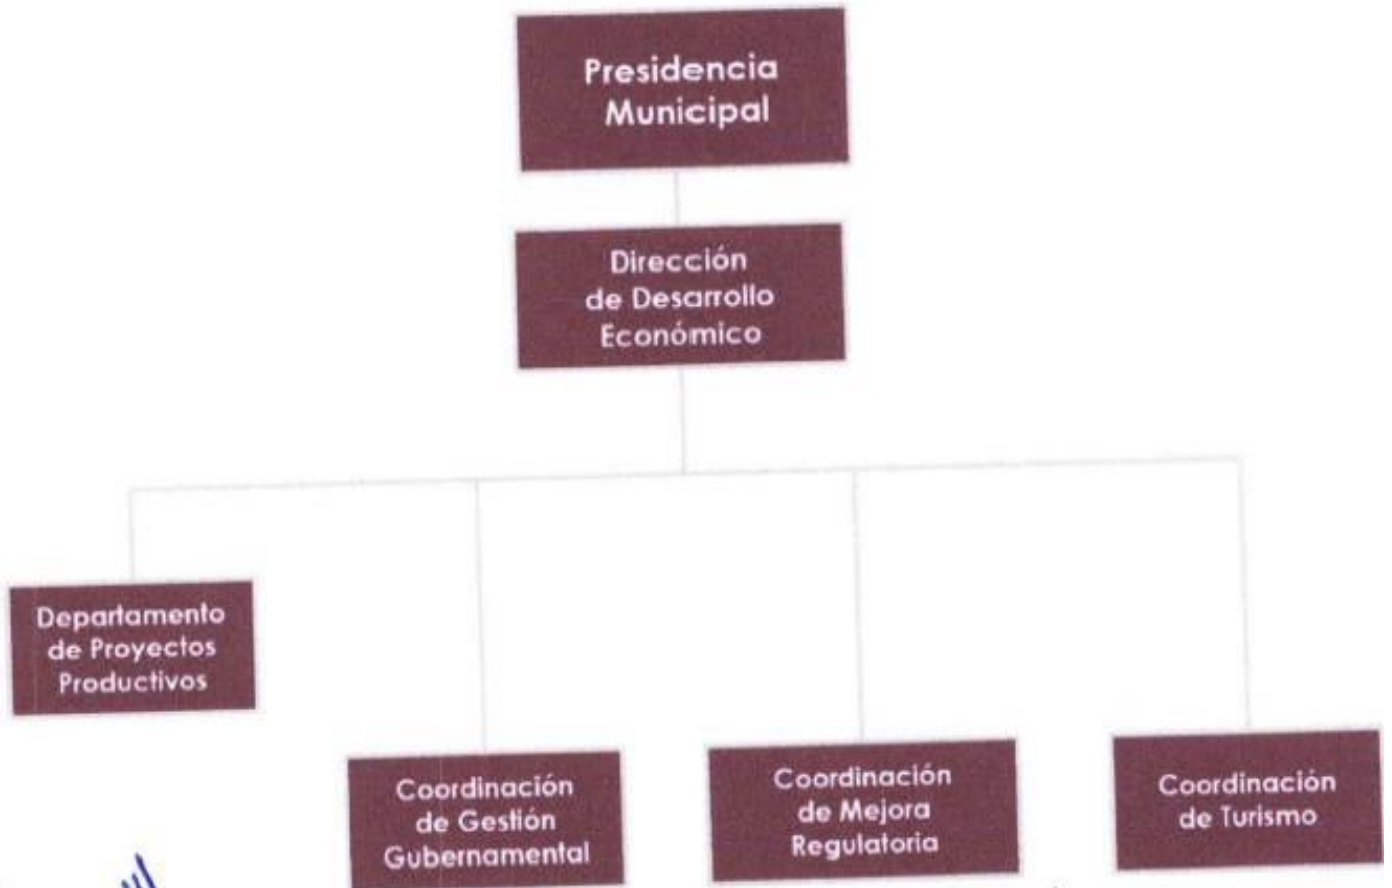 Presidencia
Municipal
Dirección
de Desarrollo
Económico
Departamento
de Proyectos
Productivos
Coordinación
de Gestión
Gubernamental
Coordinación
de Mejora
Regulatoria
Coordinación
de Turismo